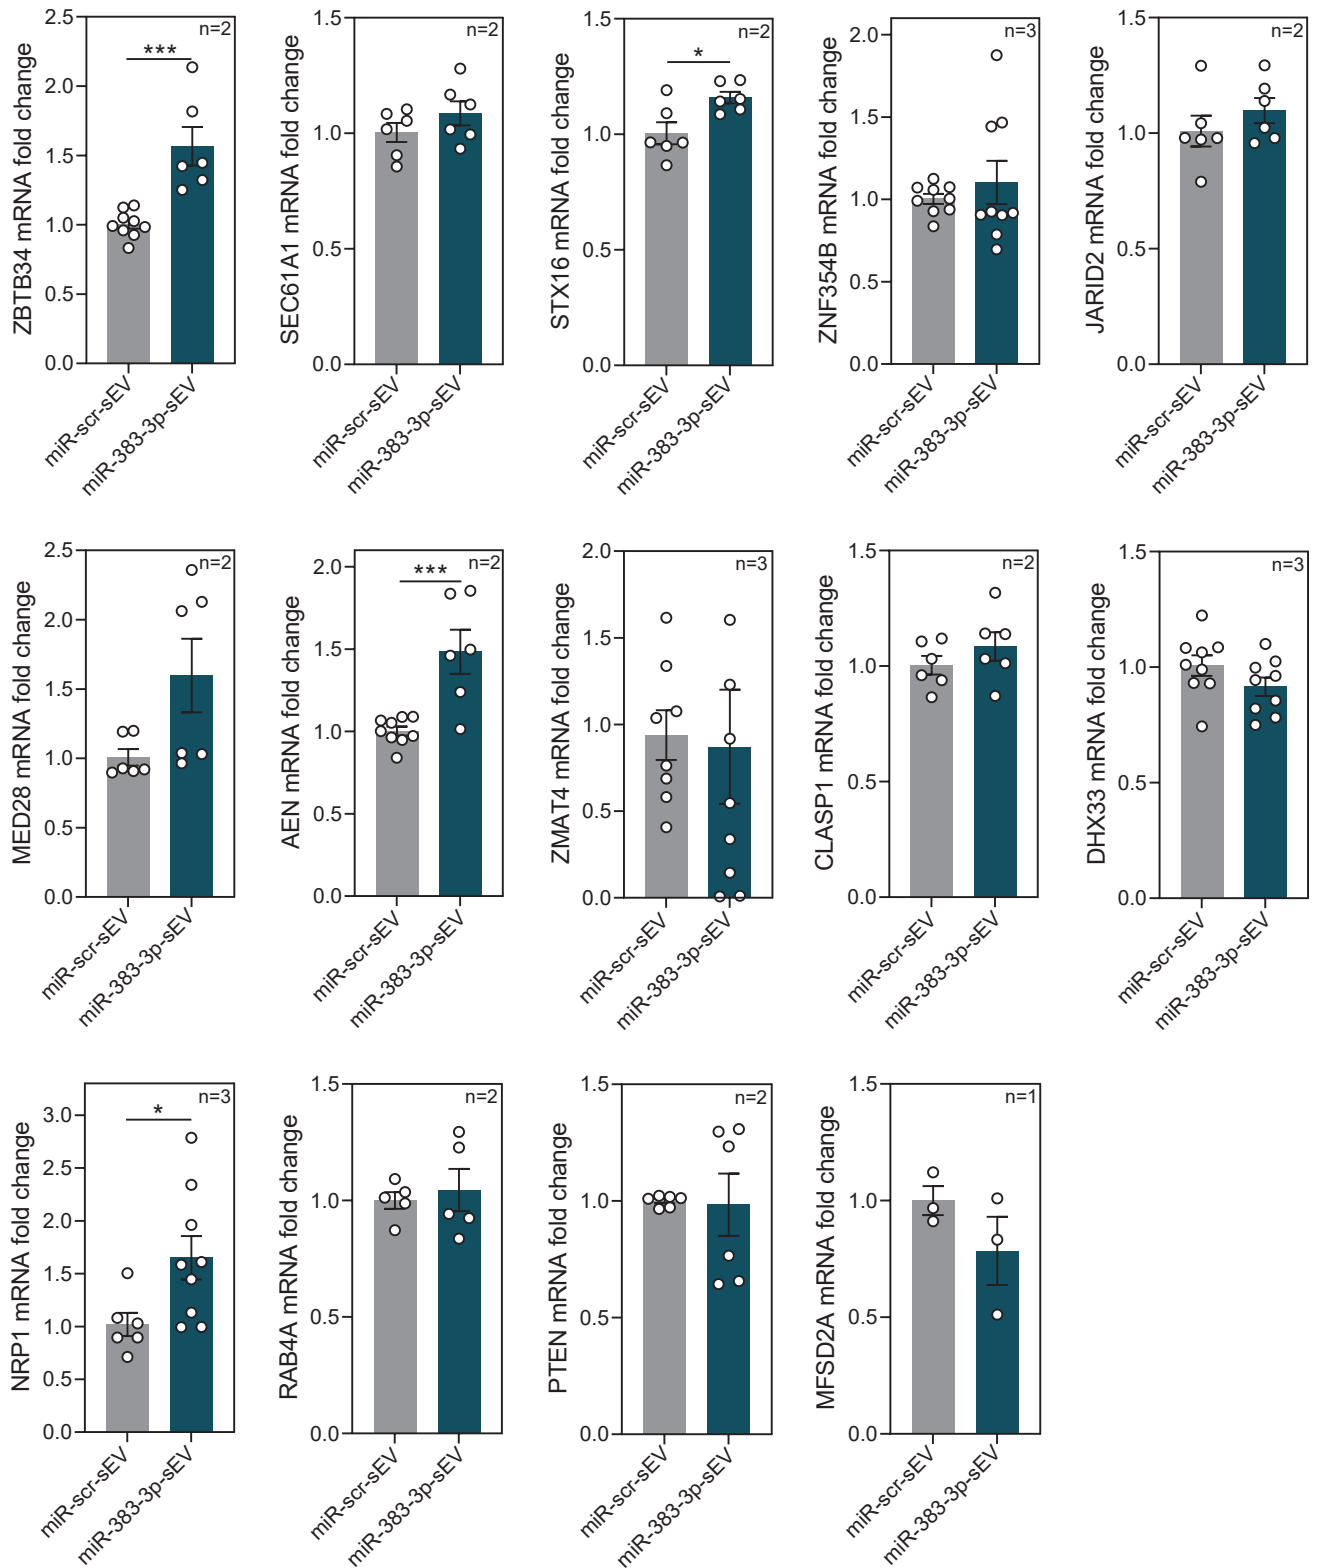 ZBTB34 mRNA fold change
2.5
2.0
1.5
1.0
0.5
0.0
n=2
***
miR-scr-sEV
miR-383-3p-sEV
SEC61A1 mRNA fold change
1.5
1.0
0.5
0.0
n=2
miR-scr-sEV
miR-383-3p-sEV
STX16 mRNA fold change
1.5
1.0
0.5
0.0
n=2
*
miR-scr-sEV
miR-383-3p-sEV
ZNF354B mRNA fold change
2.0
1.5
1.0
0.5
0.0
n=3
miR-scr-sEV
miR-383-3p-sEV
JARID2 mRNA fold change
1.5
1.0
0.5
0.0
n=2
miR-scr-sEV
miR-383-3p-sEV
MED28 mRNA fold change
2.5
2.0
1.5
1.0
0.5
0.0
n=2
miR-scr-sEV
miR-383-3p-sEV
AEN mRNA fold change
2.0
1.5
1.0
0.5
0.0
n=2
***
miR-scr-sEV
miR-383-3p-sEV
ZMAT4 mRNA fold change
2.0
1.5
1.0
0.5
0.0
n=3
miR-scr-sEV
miR-383-3p-sEV
CLASP1 mRNA fold change
1.5
1.0
0.5
0.0
n=2
miR-scr-sEV
miR-383-3p-sEV
DHX33 mRNA fold change
1.5
1.0
0.5
0.0
n=3
miR-scr-sEV
miR-383-3p-sEV
NRP1 mRNA fold change
3.0
2.5
2.0
1.5
1.0
0.5
0.0
n=3
*
miR-scr-sEV
miR-383-3p-sEV
RAB4A mRNA fold change
1.5
1.0
0.5
0.0
n=2
miR-scr-sEV
miR-383-3p-sEV
PTEN mRNA fold change
1.5
1.0
0.5
0.0
n=2
miR-scr-sEV
miR-383-3p-sEV
MFSD2A mRNA fold change
1.5
1.0
0.5
0.0
n=1
miR-scr-sEV
miR-383-3p-sEV